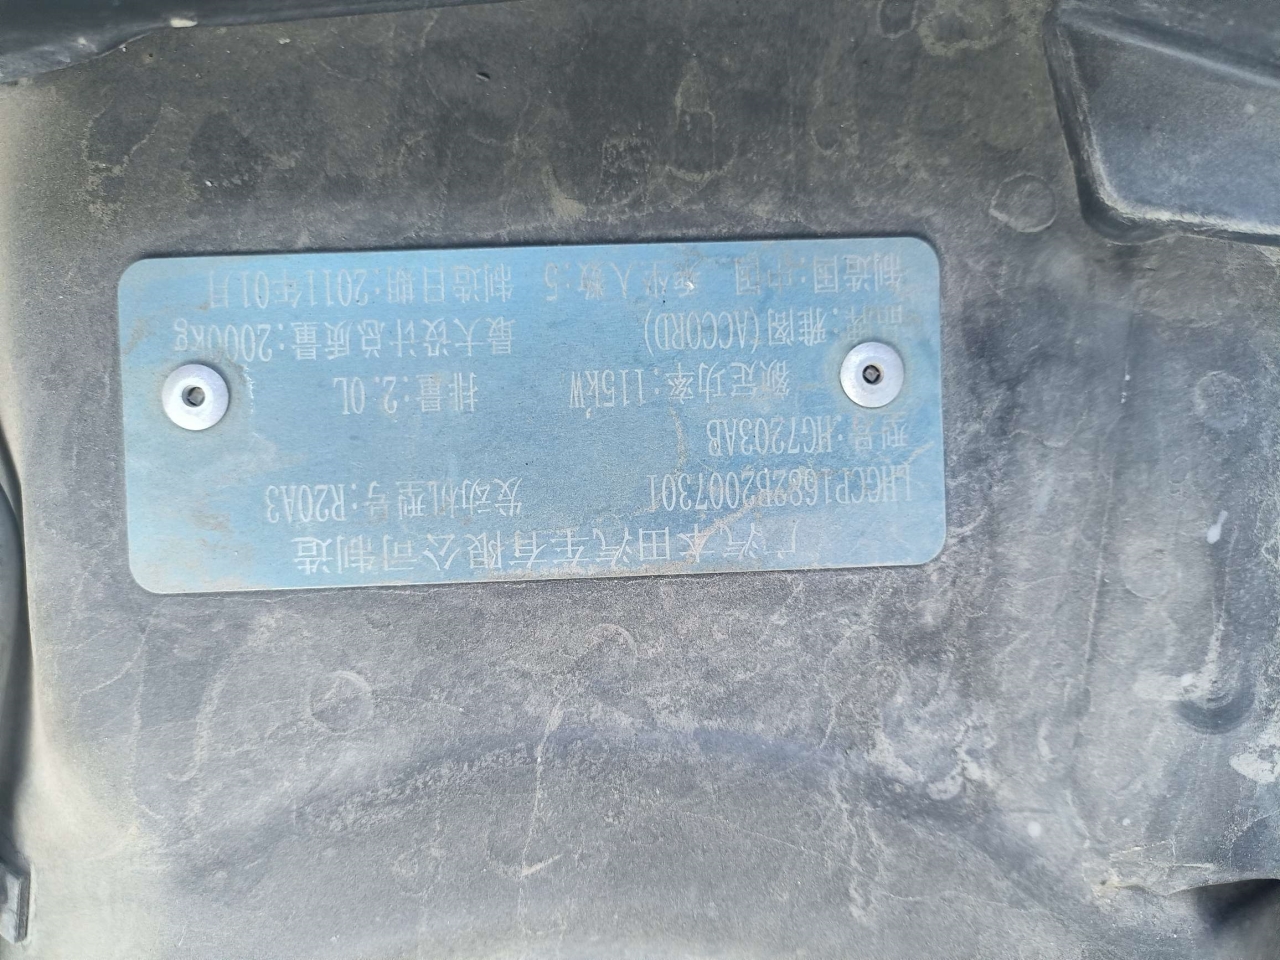 广汽本田汽车有限公司制造
LHGCP1682B2007301 发动机型号:R20A3
型号:HG7203AB
额定功率:115kW 排量:2.0L
品牌:雅阁(ACCORD) 最大设计总质量:2000kg
制造国:中国 乘坐人数:5 制造日期:2011年01月